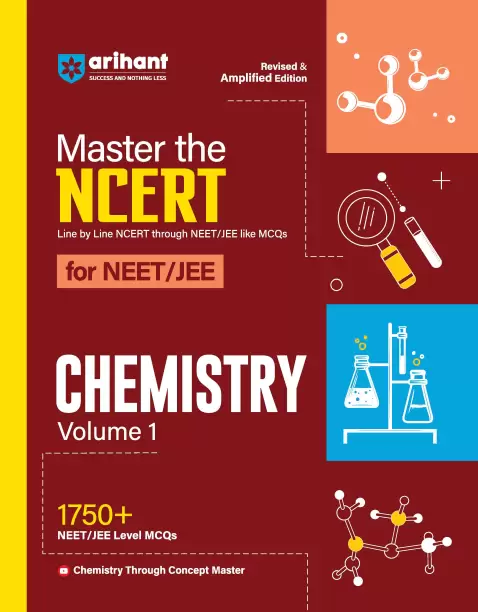 arihant
SUCCESS AND NOTHING LESS
Revised &
Amplified Edition
Master the
NCERT
Line by Line NCERT through NEET/JEE like MCQs
for NEET/JEE
CHEMISTRY
Volume 1
1750+
NEET/JEE Level MCQs
Chemistry Through Concept Master